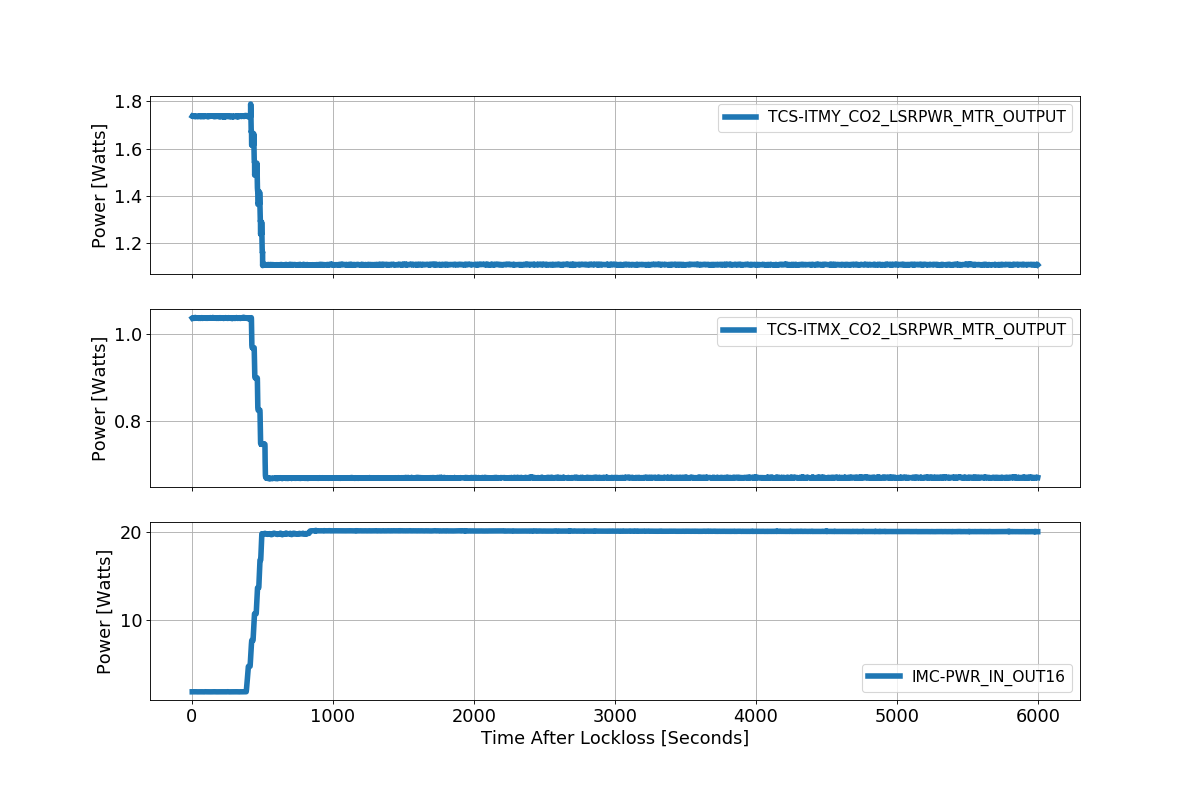 1.8
1.6
1.4
1.2
Power [Watts]
TCS-ITMY_CO2_LSRPWR_MTR_OUTPUT
1.0
0.8
Power [Watts]
TCS-ITMX_CO2_LSRPWR_MTR_OUTPUT
20
10
Power [Watts]
IMC-PWR_IN_OUT16
0 1000 2000 3000 4000 5000 6000
Time After Lockloss [Seconds]